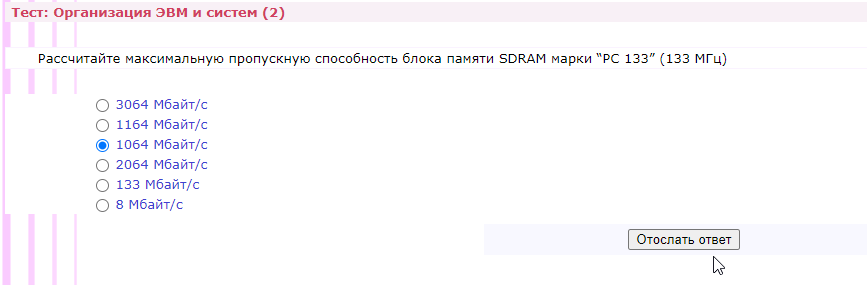 Тест: Организация ЭВМ и систем (2)
Рассчитайте максимальную пропускную способность блока памяти SDRAM марки “PC 133” (133 МГц)
3064 Мбайт/с
1164 Мбайт/с
1064 Мбайт/с
2064 Мбайт/с
133 Мбайт/с
8 Мбайт/с
Отослать ответ